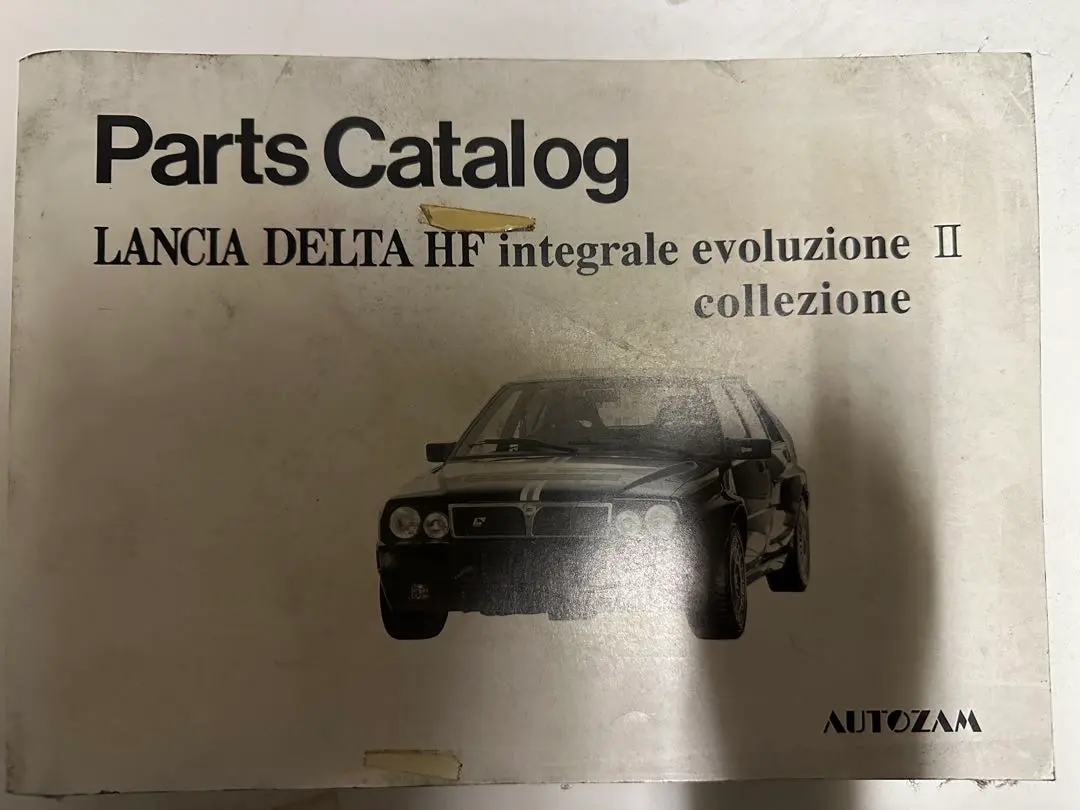 Parts Catalog
LANCIA DELTA HF integrale evoluzione II
collezione
AUTOZAM